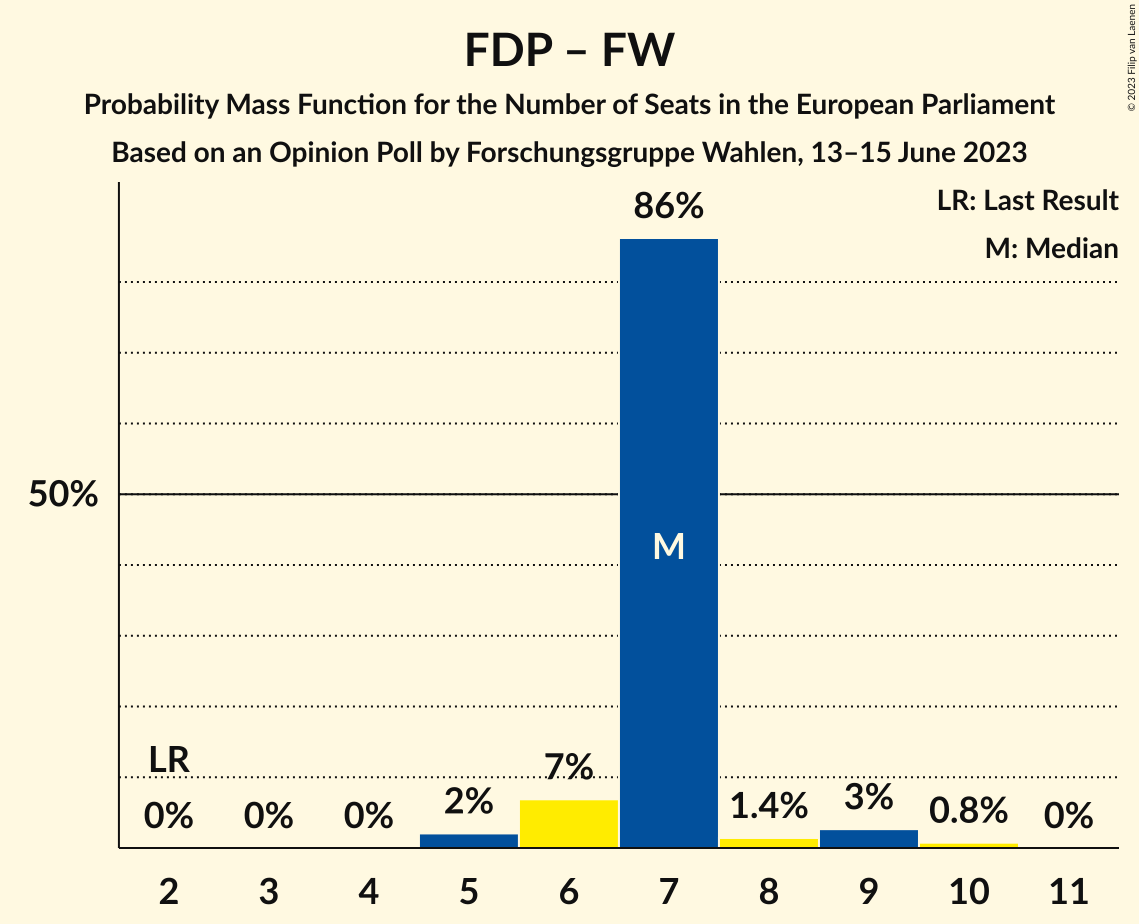 FDP – FW
Probability Mass Function for the Number of Seats in the European Parliament
Based on an Opinion Poll by Forschungsgruppe Wahlen, 13–15 June 2023
© 2023 Filip van Laenen
LR: Last Result
M: Median
86%
50%
M
LR
0%
0%
0%
2%
7%
1.4%
3%
0.8%
0%
2
3
4
5
6
7
8
9
10
11